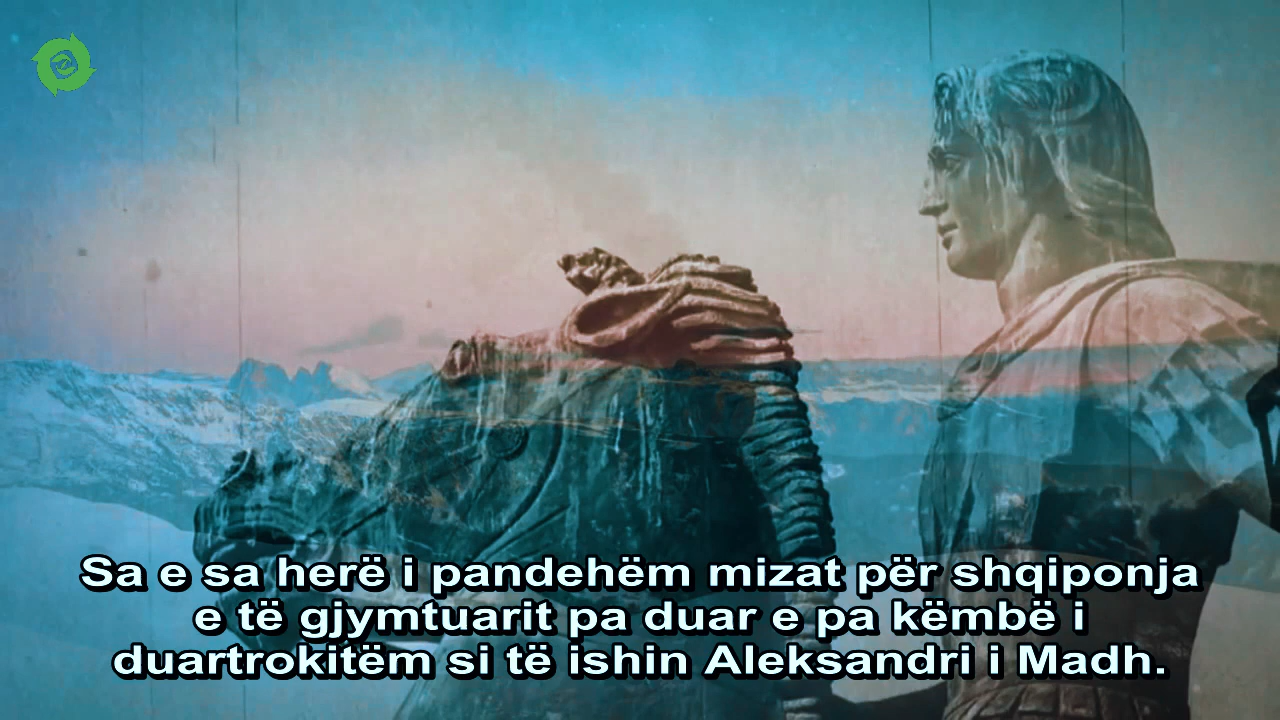 Sa e sa herë i pandehëm mizat për shqiponja
e të gjymtuarit pa duar e pa këmbë i
duartrokitëm si të ishin Aleksandri i Madh.